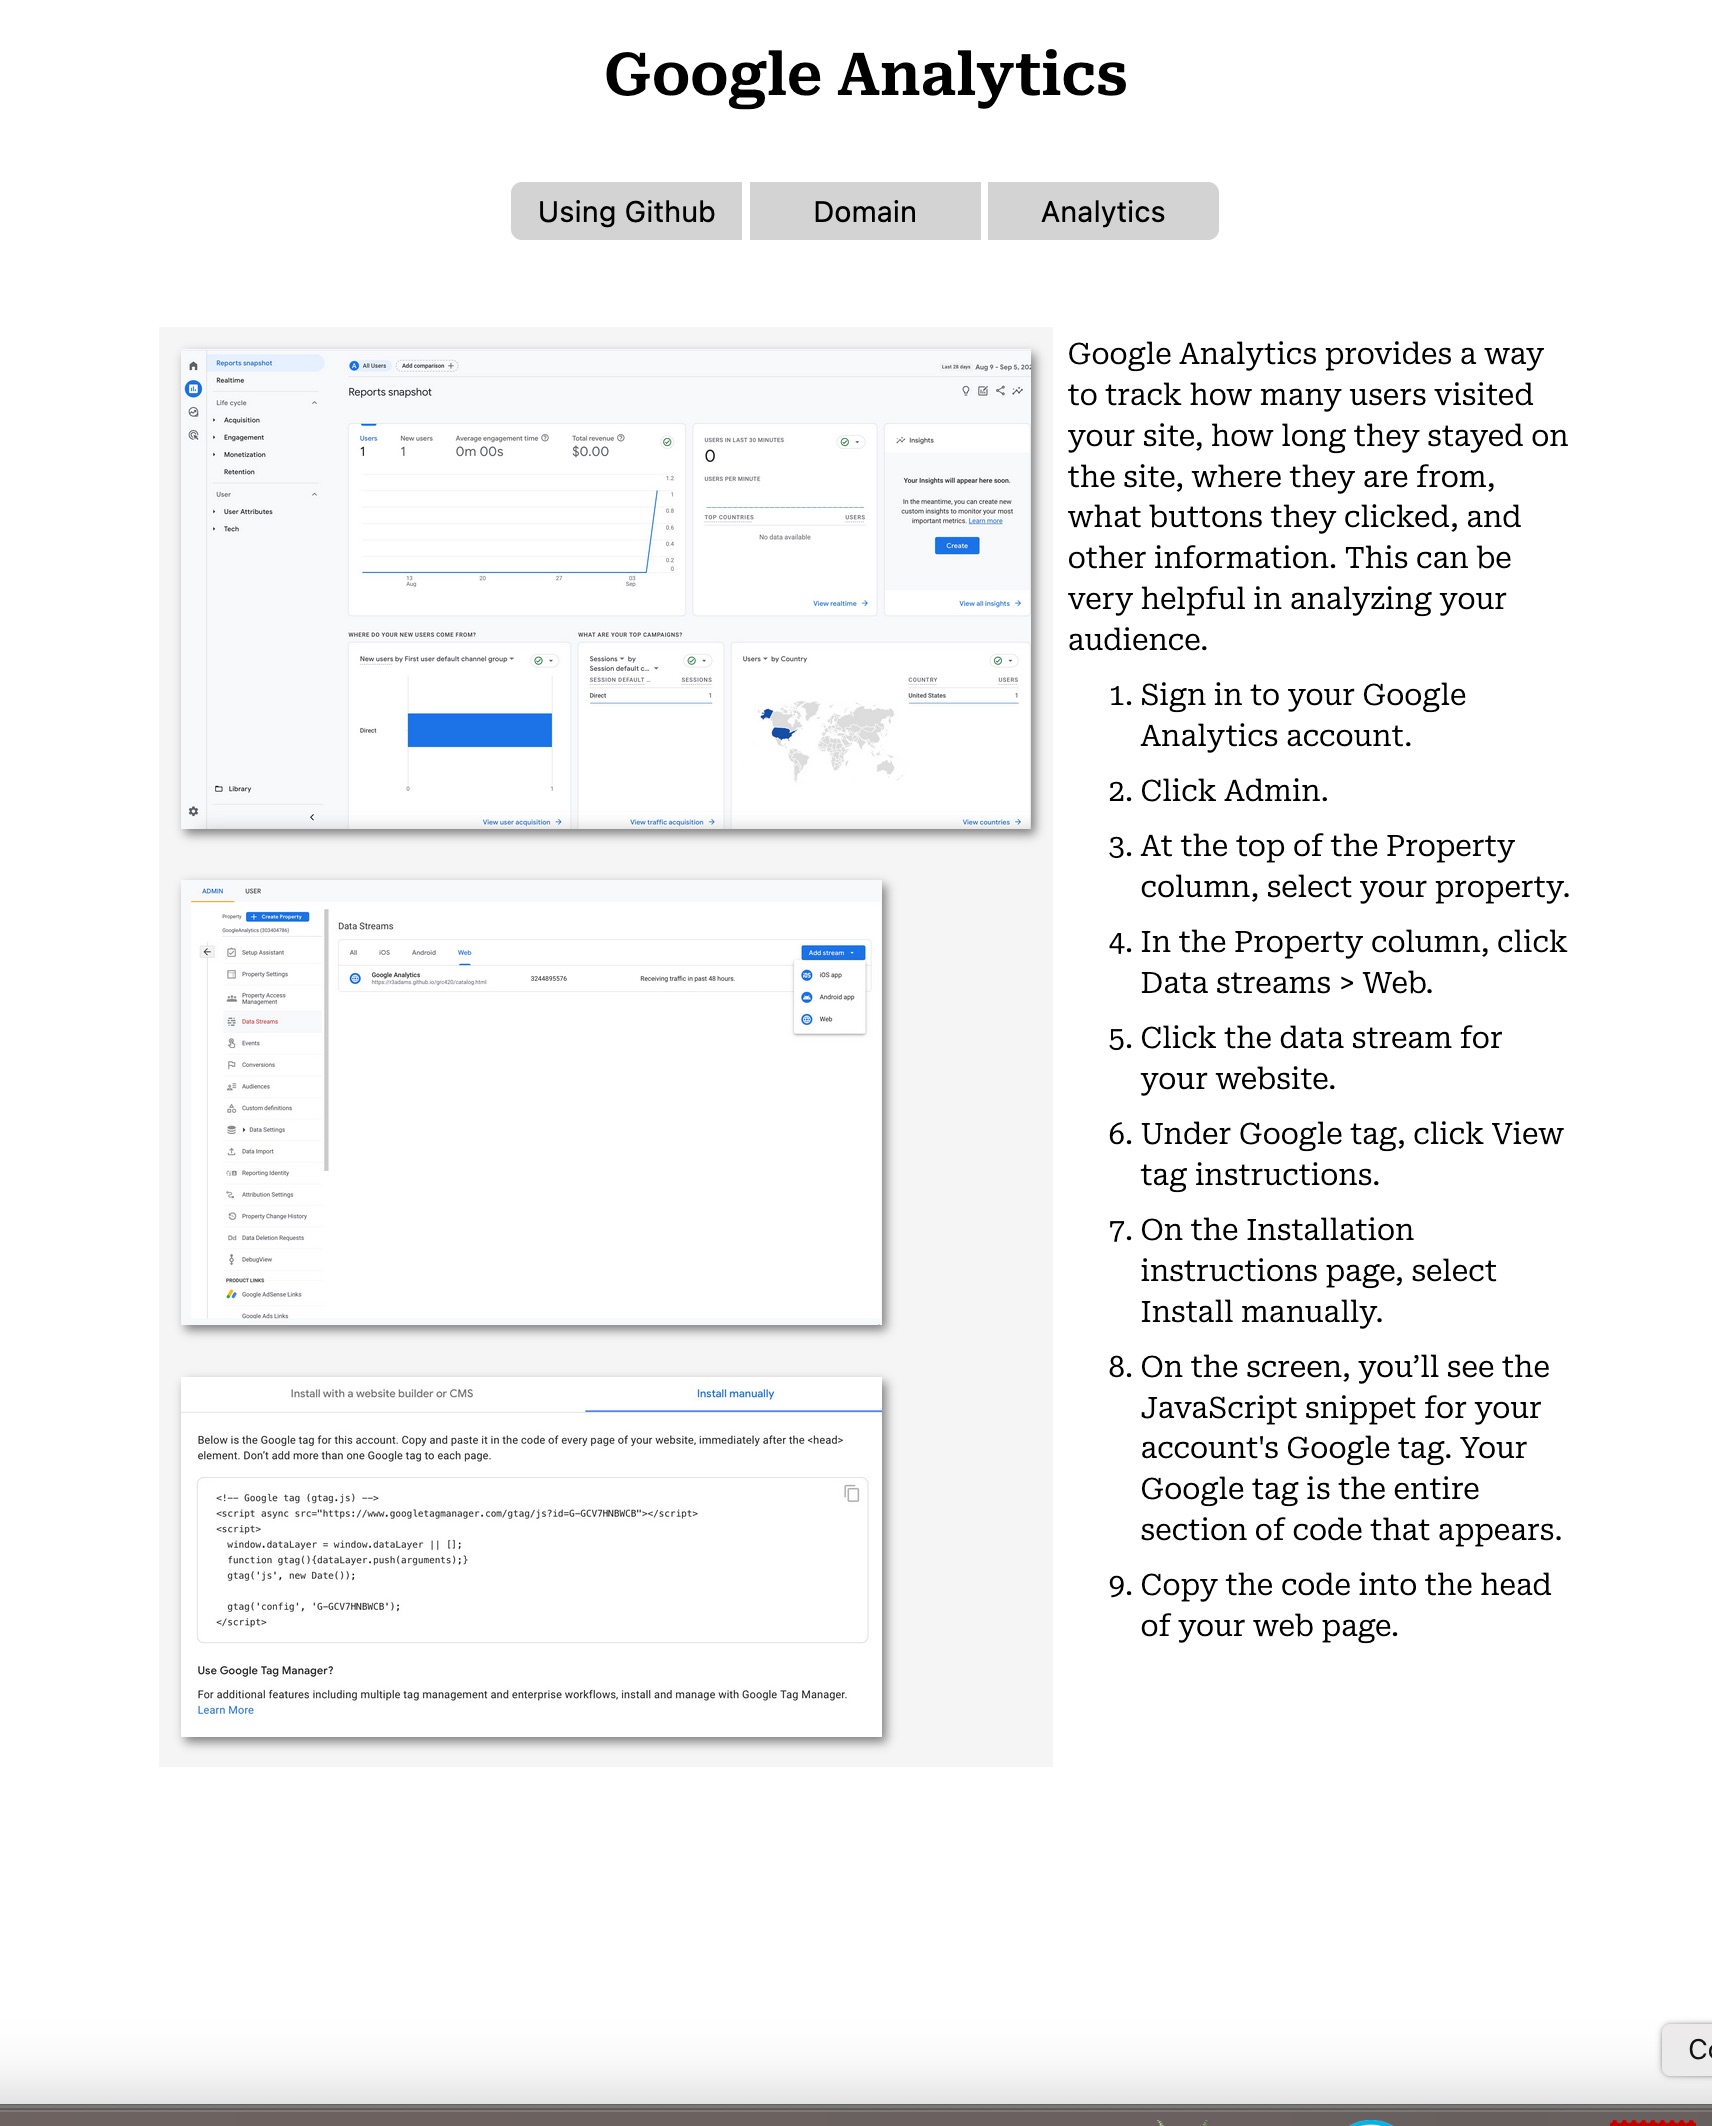 Google Analytics
Using Github
Domain
Analytics
Reports snapshot
Realtime
Life cycle
Acquisition
Engagement
Monetization
Retention
User
User Attributes
Tech
Library
A All Users
Add comparison +
Last 28 days Aug 9 - Sep 5, 202
Reports snapshot
Users
1
New users
1
Average engagement time
0m 00s
Total revenue
$0.00
1.2
1
0.8
0.6
0.4
0.2
0
13
Aug
20
27
03
Sep
USERS IN LAST 30 MINUTES
0
USERS PER MINUTE
TOP COUNTRIES USERS
No data available
View realtime
Insights
Your Insights will appear here soon.
In the meantime, you can create new
custom insights to monitor your most
important metrics. Learn more
Create
View all insights
WHERE DO YOUR NEW USERS COME FROM?
New users by First user default channel group
Direct
0
1
View user acquisition
WHAT ARE YOUR TOP CAMPAIGNS?
Sessions by
Session default c...
SESSION DEFAULT ... SESSIONS
Direct 1
View traffic acquisition
Users by Country
COUNTRY USERS
United States 1
View countries
ADMIN
USER
Property
+ Create Property
GoogleAnalytics (303404786)
Setup Assistant
Property Settings
Property Access
Management
Data Streams
Events
Conversions
Audiences
Custom definitions
Data Settings
Data Import
Reporting Identity
Attribution Settings
Property Change History
Dd Data Deletion Requests
DebugView
PRODUCT LINKS
Google AdSense Links
Google Ads Links
Data Streams
All
iOS
Android
Web
Add stream
Google Analytics
https://r3adams.github.io/grc420/catalog.html
3244895576
Receiving traffic in past 48 hours.
iOS app
Android app
Web
Install with a website builder or CMS
Install manually
Below is the Google tag for this account. Copy and paste it in the code of every page of your website, immediately after the <head>
element. Don't add more than one Google tag to each page.
<!-- Google tag (gtag.js) -->
<script async src="https://www.googletagmanager.com/gtag/js?id=G-GCV7HNBWCB"></script>
<script>
window.dataLayer = window.dataLayer || [];
function gtag(){dataLayer.push(arguments);}
gtag('js', new Date());
gtag('config', 'G-GCV7HNBWCB');
</script>
Use Google Tag Manager?
For additional features including multiple tag management and enterprise workflows, install and manage with Google Tag Manager.
Learn More
Google Analytics provides a way
to track how many users visited
your site, how long they stayed on
the site, where they are from,
what buttons they clicked, and
other information. This can be
very helpful in analyzing your
audience.
1. Sign in to your Google
Analytics account.
2. Click Admin.
3. At the top of the Property
column, select your property.
4. In the Property column, click
Data streams > Web.
5. Click the data stream for
your website.
6. Under Google tag, click View
tag instructions.
7. On the Installation
instructions page, select
Install manually.
8. On the screen, you’ll see the
JavaScript snippet for your
account's Google tag. Your
Google tag is the entire
section of code that appears.
9. Copy the code into the head
of your web page.